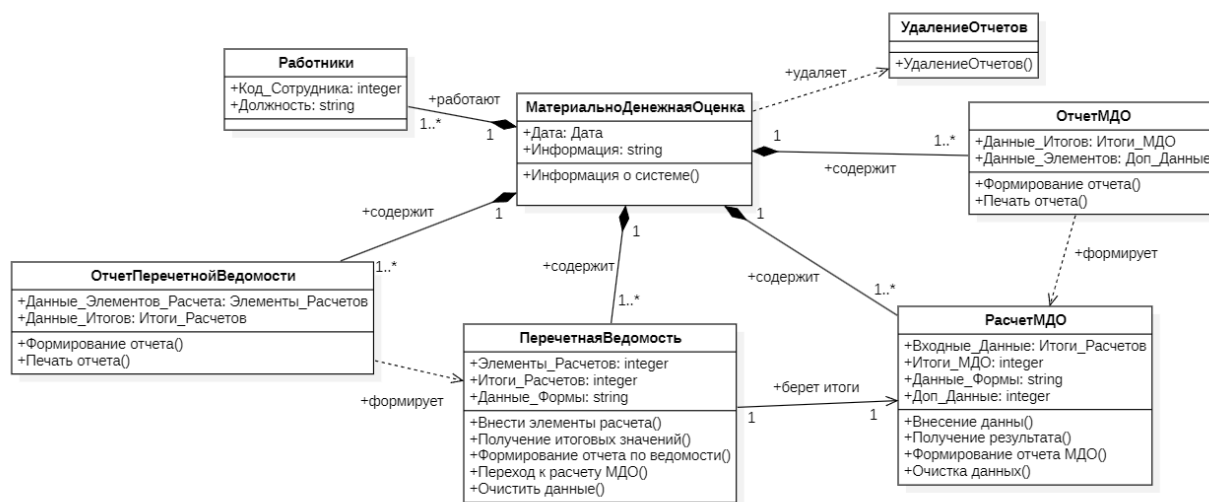 УдалениеОтчетов
+УдалениеОтчетов()
+удаляет
Работники
+Код_Сотрудника: integer
+Должность: string
+работают
1..*
1
МатериальноДенежнаяОценка
+Дата: Дата
+Информация: string
+Информация о системе()
ОтчетМДО
+Данные_Итогов: Итоги_МДО
+Данные_Элементов: Доп_Данные
+Формирование отчета()
+Печать отчета()
1
1..*
+содержит
+содержит
1
1..*
1
+содержит
1..*
1
+содержит
1..*
+формирует
ОтчетПеречетнойВедомости
+Данные_Элементов_Расчета: Элементы_Расчетов
+Данные_Итогов: Итоги_Расчетов
+Формирование отчета()
+Печать отчета()
+формирует
ПеречетнаяВедомость
+Элементы_Расчетов: integer
+Итоги_Расчетов: integer
+Данные_Формы: string
+Внести элементы расчета()
+Получение итоговых значений()
+Формирование отчета по ведомости()
+Переход к расчету МДО()
+Очистить данные()
+берет итоги
1
1
РасчетМДО
+Входные_Данные: Итоги_Расчетов
+Итоги_МДО: integer
+Данные_Формы: string
+Доп_Данные: integer
+Внесение данны()
+Получение результата()
+Формирование отчета МДО()
+Очистка данных()